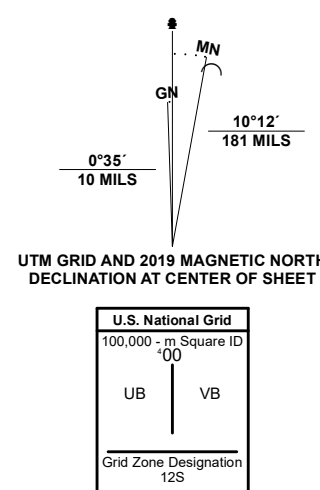 MN
GN
10°12´
181 MILS
0°35´
10 MILS
UTM GRID AND 2019 MAGNETIC NORTH
DECLINATION AT CENTER OF SHEET
U.S. National Grid
100,000 - m Square ID
⁴00
UB VB
Grid Zone Designation
12S